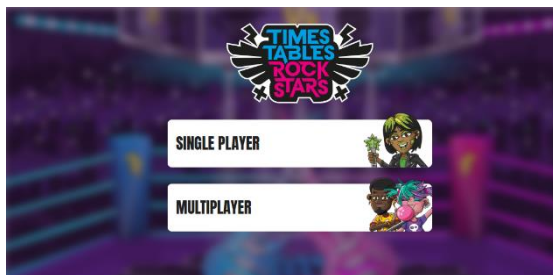 TIMES
TABLES
ROCK
STARS
SINGLE PLAYER
MULTIPLAYER